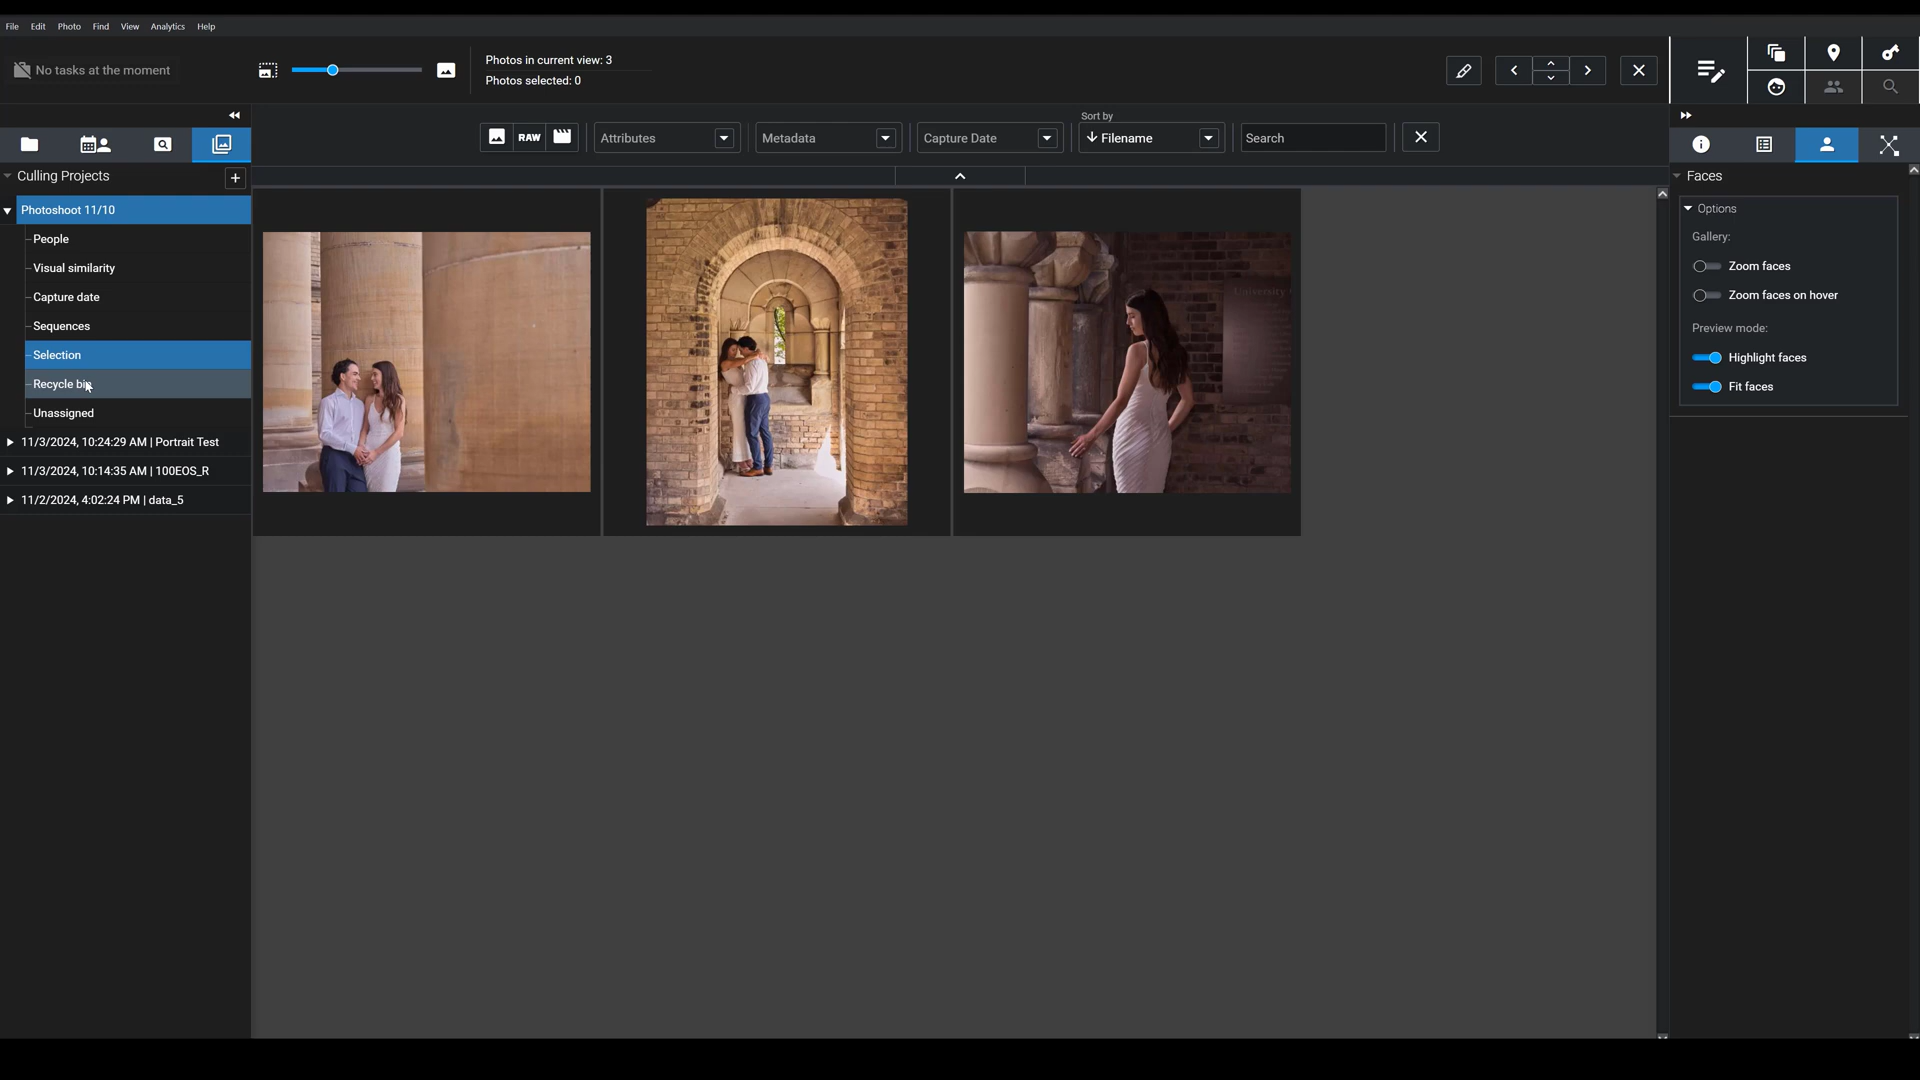 File Edit Photo Find View Analytics Help
No tasks at the moment
Photos in current view: 3
Photos selected: 0
Sort by
RAW Attributes Metadata Capture Date Filename Search
Culling Projects
Photoshoot 11/10
People
Visual similarity
Capture date
Sequences
Selection
Recycle bin
Unassigned
11/3/2024, 10:24:29 AM | Portrait Test
11/3/2024, 10:14:35 AM | 100EOS_R
11/2/2024, 4:02:24 PM | data_5
University
Faces
Options
Gallery:
Zoom faces
Zoom faces on hover
Preview mode:
Highlight faces
Fit faces